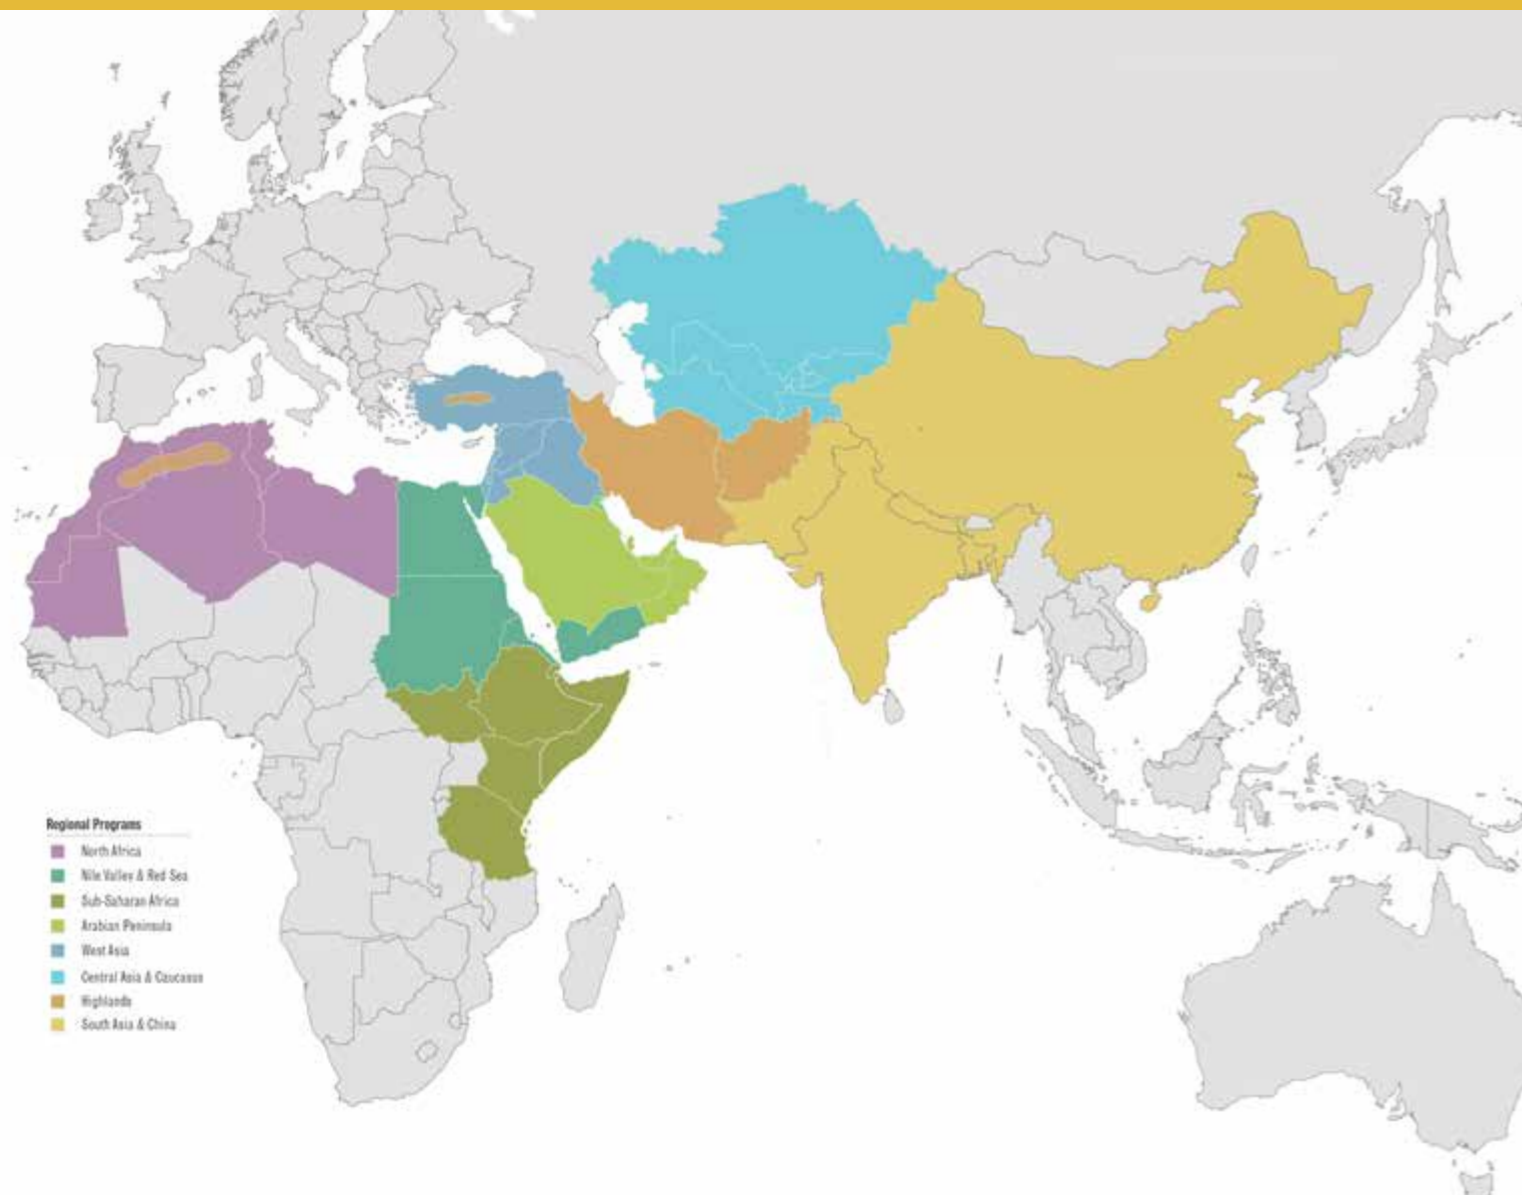 Regional Programs
North Africa
Nile Valley & Red Sea
Sub-Saharan Africa
Arabian Peninsula
West Asia
Central Asia & Caucasus
Highlands
South Asia & China